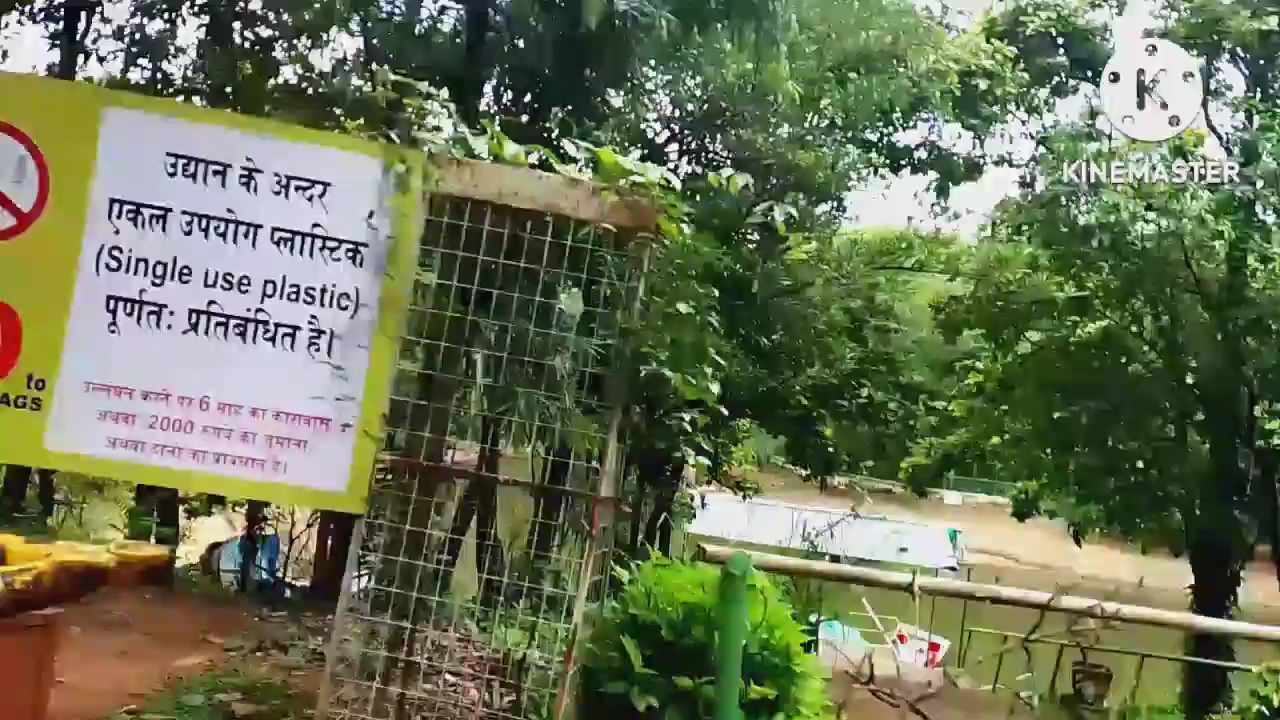 उद्यान के अन्दर
एकल उपयोग प्लास्टिक
(Single use plastic)
पूर्णतः प्रतिबंधित है।
उल्लंघन करने पर 6 माह का कारावास
अथवा 2000 रुपये का जुर्माना
अथवा दोनों का प्रावधान है।
to
AGS
K
KINEMASTER